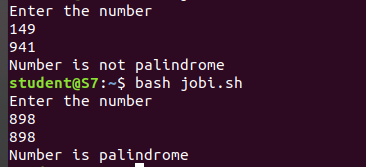 Enter the number
149
941
Number is not palindrome
student@S7:~$ bash jobi.sh
Enter the number
898
898
Number is palindrome